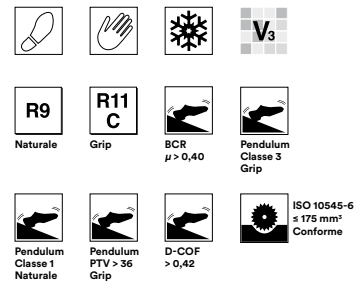 V3
R9
R11
C
Naturale
Grip
BCR
μ > 0,40
Pendulum
Classe 3
Grip
ISO 10545-6
≤ 175 mm³
Conforme
Pendulum
Classe 1
Naturale
Pendulum
PTV > 36
Grip
D-COF
> 0,42